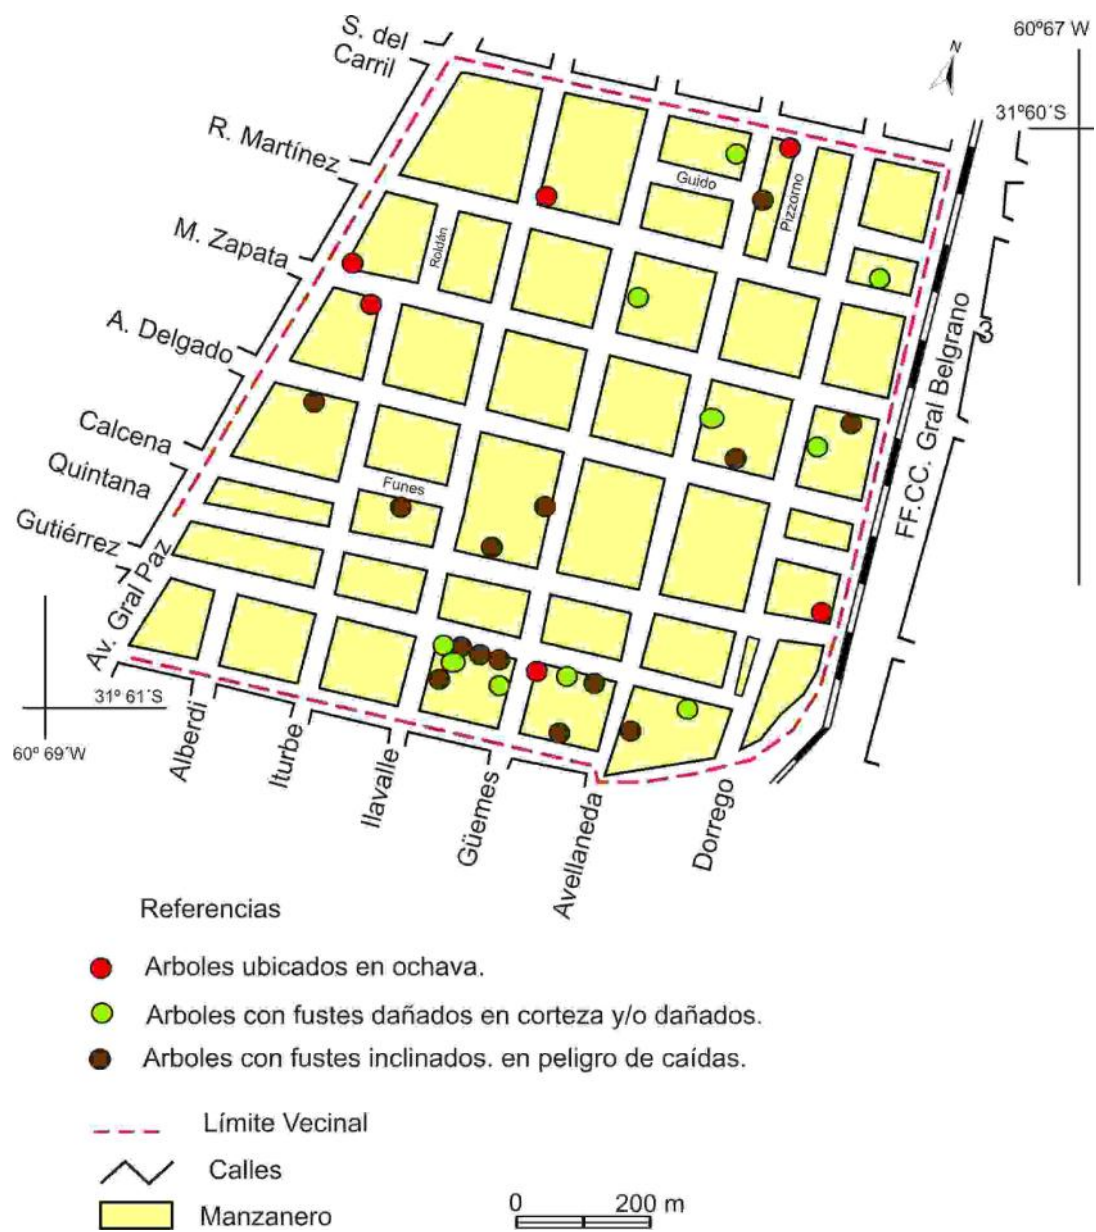 60º67 W
S. del
Carril
N
31º60´S
R. Martínez
Guido
Pizzorno
M. Zapata
Roldán
A. Delgado
3
FF.CC. Gral Belgrano
Calcena
Quintana
Funes
Gutiérrez
Av. Gral Paz
31º 61´S
60º 69´W
Alberdi
Iturbe
Ilavalle
Güemes
Avellaneda
Dorrego
Referencias
Arboles ubicados en ochava.
Arboles con fustes dañados en corteza y/o dañados.
Arboles con fustes inclinados. en peligro de caídas.
Límite Vecinal
Calles
Manzanero
0 200 m